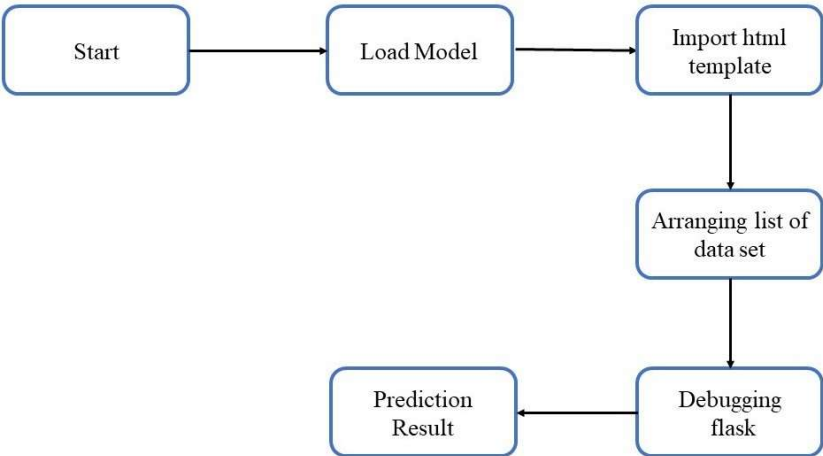 Start
Load Model
Import html
template
Arranging list of
data set
Debugging
flask
Prediction
Result